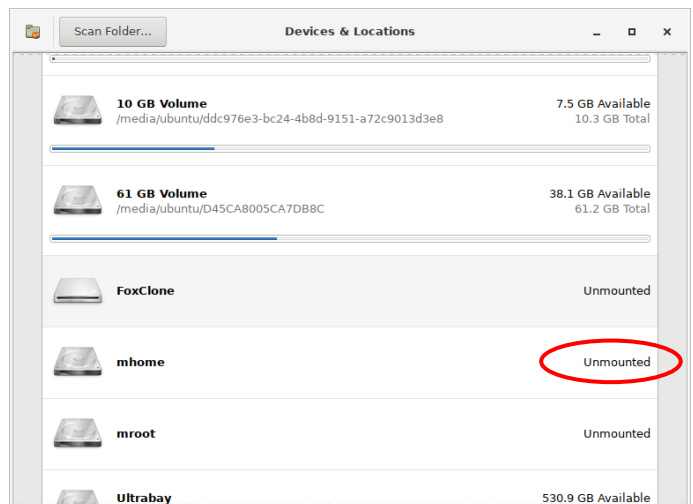 Scan Folder...
Devices & Locations
10 GB Volume
7.5 GB Available
/media/ubuntu/ddc976e3-bc24-4b8d-9151-a72c9013d3e8
10.3 GB Total
61 GB Volume
38.1 GB Available
/media/ubuntu/D45CA8005CA7DB8C
61.2 GB Total
FoxClone
Unmounted
mhome
Unmounted
mroot
Unmounted
Ultrabay
530.9 GB Available